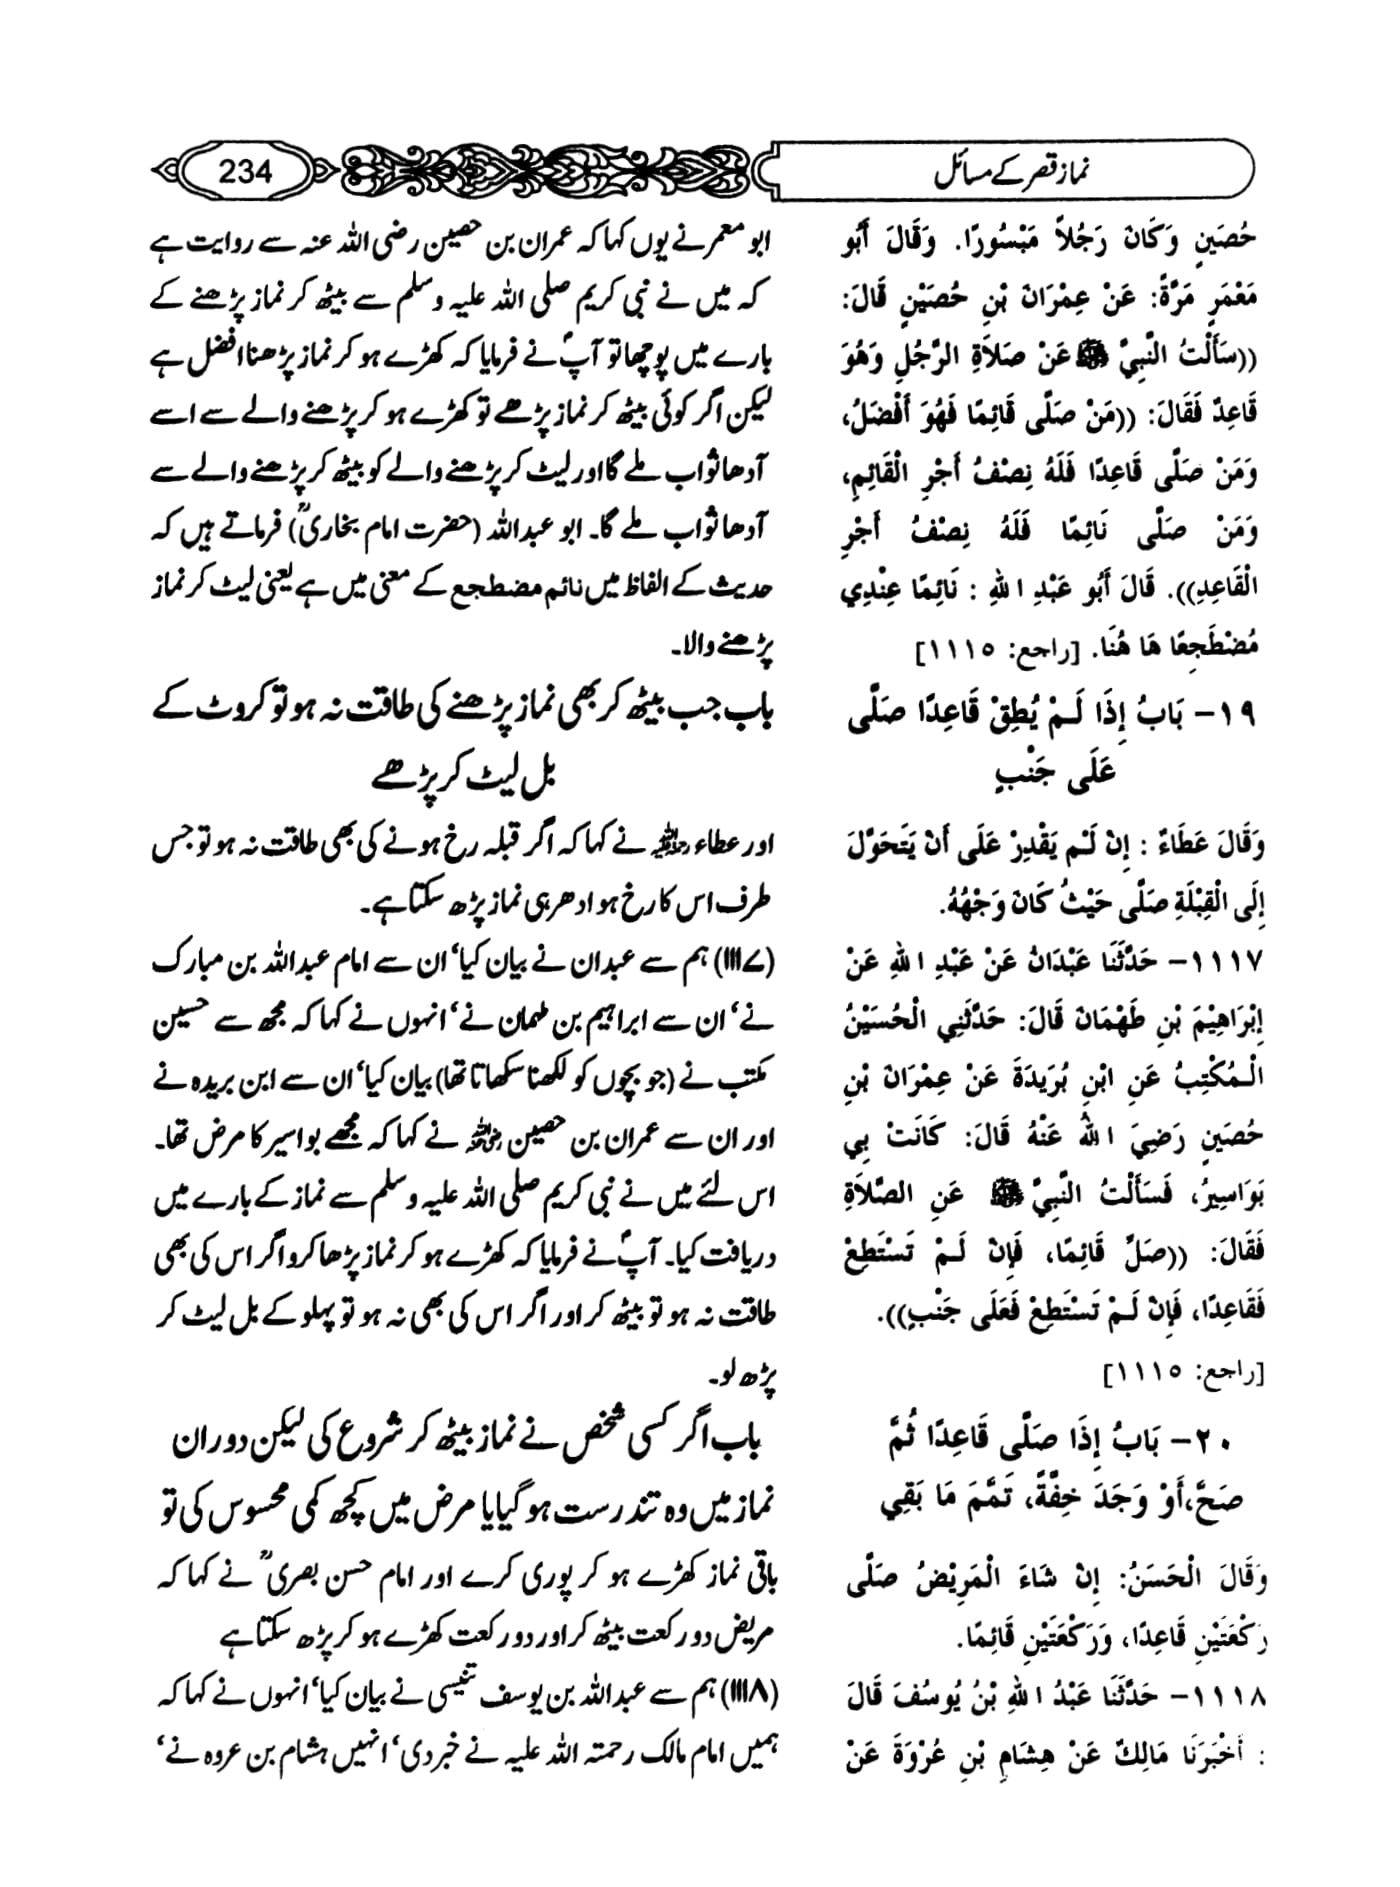 نماز قصر کے مسائل
234
حُصَيْنٍ وَكَانَ رَجُلاً مَبْسُورًا. وَقَالَ أَبُو
مَعْمَرٍ مَرَّةً: عَنْ عِمْرَانَ بْنِ حُصَيْنٍ قَالَ:
((سَأَلْتُ النَّبِيَّ ﷺ عَنْ صَلاَةِ الرَّجُلِ وَهُوَ
قَاعِدٌ فَقَالَ: ((مَنْ صَلَّى قَائِمًا فَهُوَ أَفْضَلُ،
وَمَنْ صَلَّى قَاعِدًا فَلَهُ نِصْفُ أَجْرِ الْقَائِمِ،
وَمَنْ صَلَّى نَائِمًا فَلَهُ نِصْفُ أَجْرِ
الْقَاعِدِ)). قَالَ أَبُو عَبْدِ اللهِ : نَائِمًا عِنْدِي
مُضْطَجِعًا هَا هُنَا. [راجع: ١١١٥]
١٩- بَابُ إِذَا لَـمْ يُطِقْ قَاعِدًا صَلَّى
عَلَى جَنْبٍ
وَقَالَ عَطَاءٌ : إِنْ لَـمْ يَقْدِرْ عَلَى أَنْ يَتَحَوَّلَ
إِلَى الْقِبْلَةِ صَلَّى حَيْثُ كَانَ وَجْهُهُ.
١١١٧- حَدَّثَنَا عَبْدَانُ عَنْ عَبْدِ اللهِ عَنْ
إِبْرَاهِيْمَ بْنِ طَهْمَانَ قَالَ: حَدَّثَنِي الْحُسَيْنُ
الْـمُكْتِبُ عَنِ ابْنِ بُرَيْدَةَ عَنْ عِمْرَانَ بْنِ
حُصَيْنٍ رَضِيَ اللهُ عَنْهُ قَالَ: كَانَتْ بِي
بَوَاسِيْرُ، فَسَأَلْتُ النَّبِيَّ ﷺ عَنِ الصَّلاَةِ
فَقَالَ: ((صَلِّ قَائِمًا، فَإِنْ لَـمْ تَسْتَطِعْ
فَقَاعِدًا، فَإِنْ لَـمْ تَسْتَطِعْ فَعَلَى جَنْبٍ)).
[راجع: ١١١٥]
٢٠- بَابُ إِذَا صَلَّى قَاعِدًا ثُمَّ
صَحَّ،أَوْ وَجَدَ خِفَّةً، تَمَّمَ مَا بَقِي
وَقَالَ الْحَسَنُ: إِنْ شَاءَ الْمَرِيْضُ صَلَّى
رَكْعَتَيْنِ قَاعِدًا، وَرَكْعَتَيْنِ قَائِمًا.
١١١٨- حَدَّثَنَا عَبْدُ اللهِ بْنُ يُوسُفَ قَالَ
: أَخْبَرَنَا مَالِكٌ عَنْ هِشَامِ بْنِ عُرْوَةَ عَنْ
ابو معمر نے یوں کہا کہ عمران بن حصین رضی اللہ عنہ سے روایت ہے
کہ میں نے نبی کریم صلی اللہ علیہ وسلم سے بیٹھ کر نماز پڑھنے کے
بارے میں پوچھا تو آپؐ نے فرمایا کہ کھڑے ہو کر نماز پڑھنا افضل ہے
لیکن اگر کوئی بیٹھ کر نماز پڑھے تو کھڑے ہو کر پڑھنے والے سے اسے
آدھا ثواب ملے گا اور لیٹ کر پڑھنے والے کو بیٹھ کر پڑھنے والے سے
آدھا ثواب ملے گا۔ ابو عبداللہ (حضرت امام بخاریؒ) فرماتے ہیں کہ
حدیث کے الفاظ میں نائم مضطجع کے معنی میں ہے یعنی لیٹ کر نماز
پڑھنے والا۔
باب جب بیٹھ کر بھی نماز پڑھنے کی طاقت نہ ہو تو کروٹ کے
بل لیٹ کر پڑھے
اور عطاء رحمہ اللہ نے کہا کہ اگر قبلہ رخ ہونے کی بھی طاقت نہ ہو تو جس
طرف اس کا رخ ہو ادھر ہی نماز پڑھ سکتا ہے۔
(۱۱۱۷) ہم سے عبدان نے بیان کیا‘ ان سے امام عبداللہ بن مبارک
نے‘ ان سے ابراہیم بن طہمان نے‘ انہوں نے کہا کہ مجھ سے حسین
مکتب نے (جو بچوں کو لکھنا سکھاتا تھا) بیان کیا‘ ان سے ابن بریدہ نے
اور ان سے عمران بن حصین رضی اللہ عنہ نے کہا کہ مجھے بواسیر کا مرض تھا۔
اس لئے میں نے نبی کریم صلی اللہ علیہ وسلم سے نماز کے بارے میں
دریافت کیا۔ آپؐ نے فرمایا کہ کھڑے ہو کر نماز پڑھا کرو اگر اس کی بھی
طاقت نہ ہو تو بیٹھ کر اور اگر اس کی بھی نہ ہو تو پہلو کے بل لیٹ کر
پڑھ لو۔
باب اگر کسی شخص نے نماز بیٹھ کر شروع کی لیکن دوران
نماز میں وہ تندرست ہو گیا یا مرض میں کچھ کمی محسوس کی تو
باقی نماز کھڑے ہو کر پوری کرے اور امام حسن بصریؒ نے کہا کہ
مریض دو رکعت بیٹھ کر اور دو رکعت کھڑے ہو کر پڑھ سکتا ہے
(۱۱۱۸) ہم سے عبداللہ بن یوسف تنیسی نے بیان کیا‘ انہوں نے کہا کہ
ہمیں امام مالک رحمتہ اللہ علیہ نے خبر دی‘ انہیں ہشام بن عروہ نے‘